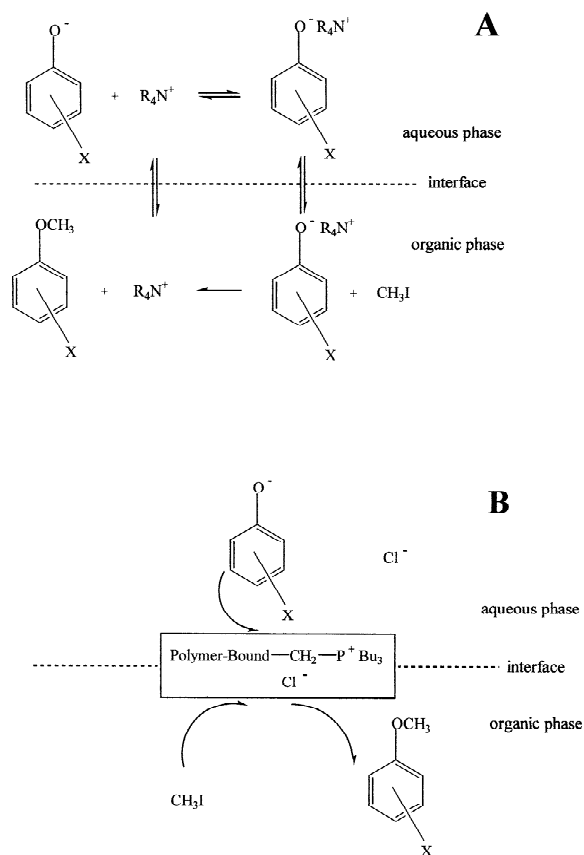 A
O⁻
X
+
R₄N⁺
O⁻ R₄N⁺
X
aqueous phase
interface
organic phase
OCH₃
X
+
R₄N⁺
O⁻ R₄N⁺
X
+
CH₃I
B
O⁻
X
Cl⁻
aqueous phase
Polymer-Bound—CH₂—P⁺ Bu₃
Cl⁻
interface
organic phase
OCH₃
X
CH₃I